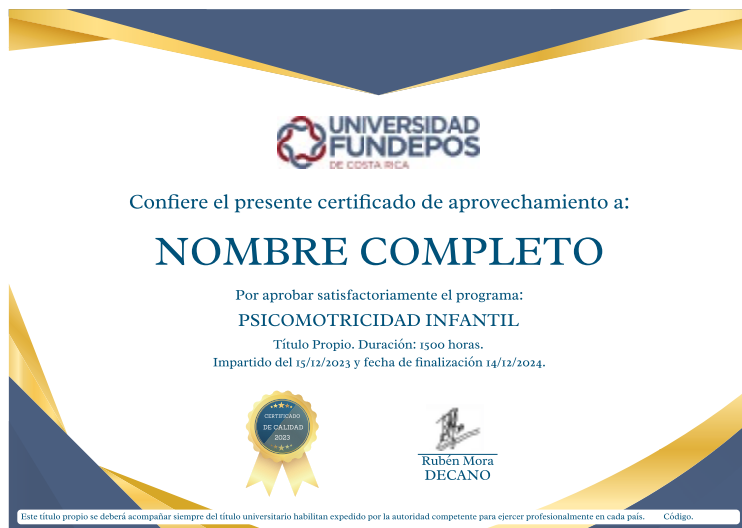 UNIVERSIDAD
FUNDEPOS
DE COSTA RICA
Confiere el presente certificado de aprovechamiento a:
NOMBRE COMPLETO
Por aprobar satisfactoriamente el programa:
PSICOMOTRICIDAD INFANTIL
Título Propio. Duración: 1500 horas.
Impartido del 15/12/2023 y fecha de finalización 14/12/2024.
CERTIFICADO
DE CALIDAD
2023
Rubén Mora
DECANO
Este título propio se deberá acompañar siempre del título universitario habilitan expedido por la autoridad competente para ejercer profesionalmente en cada país. Código.